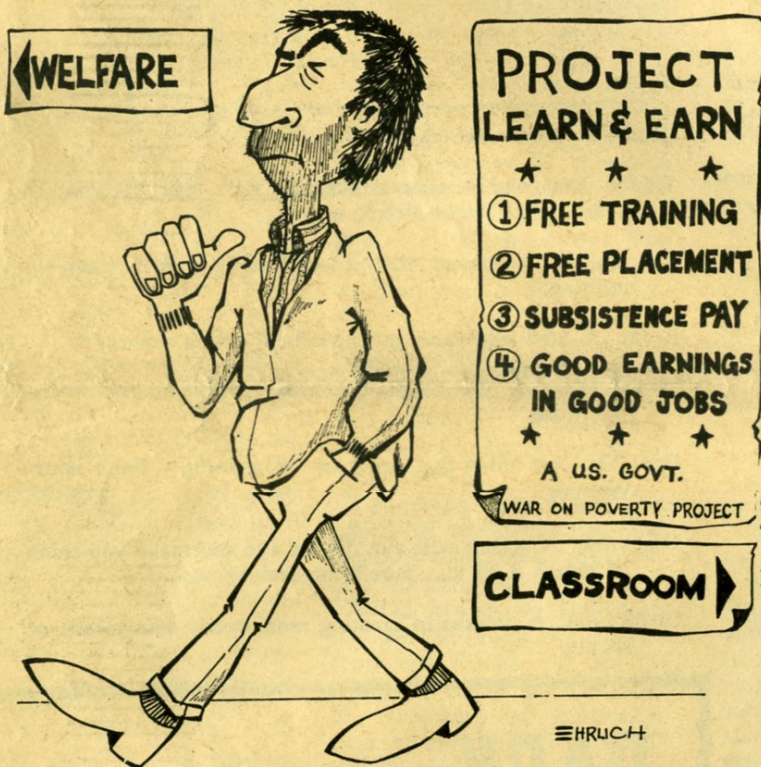 WELFARE
PROJECT
LEARN & EARN
① FREE TRAINING
② FREE PLACEMENT
③ SUBSISTENCE PAY
④ GOOD EARNINGS
IN GOOD JOBS
A U.S. GOVT.
WAR ON POVERTY PROJECT
CLASSROOM
EHRLICH